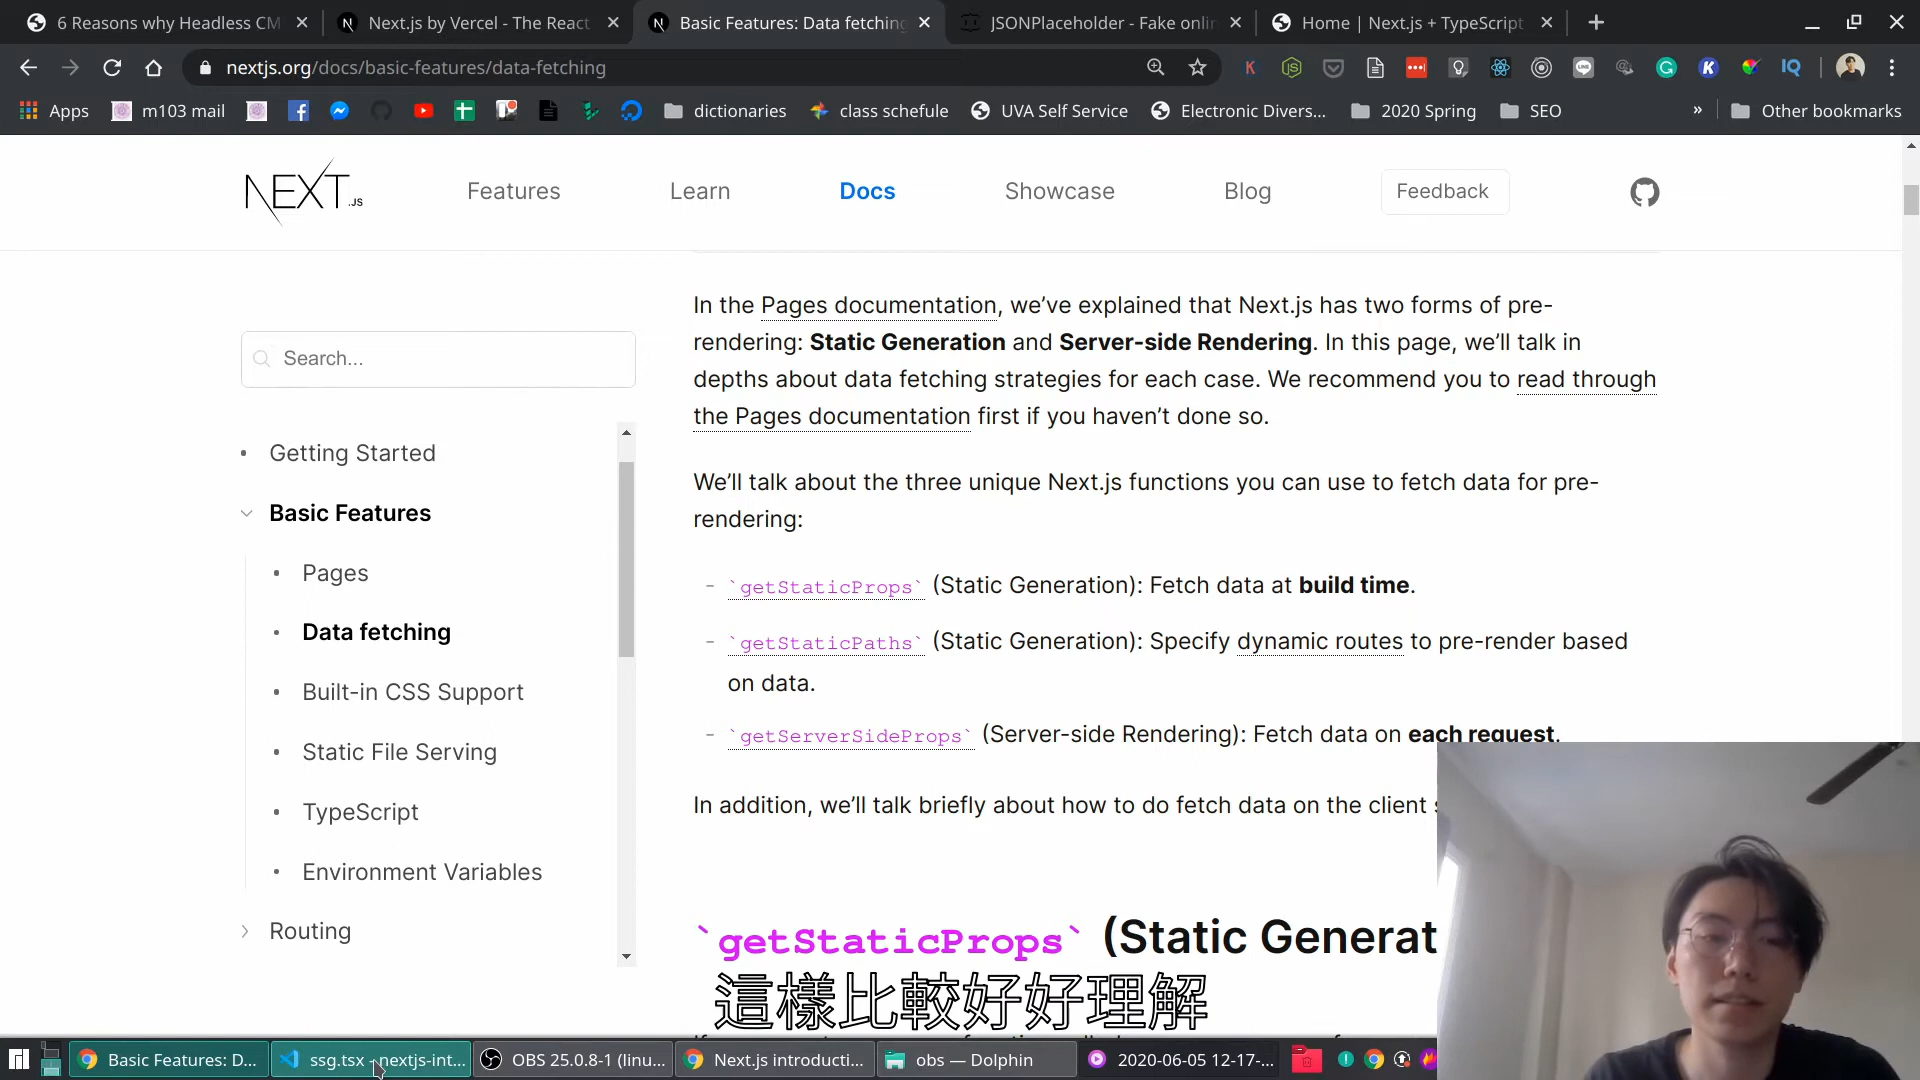 6 Reasons why Headless CM
Next.js by Vercel - The React
Basic Features: Data fetching
JSONPlaceholder - Fake onlin
Home | Next.js + TypeScript
nextjs.org/docs/basic-features/data-fetching
Apps
m103 mail
dictionaries
class schefule
UVA Self Service
Electronic Divers...
2020 Spring
SEO
»
Other bookmarks
NEXT.JS
Features
Learn
Docs
Showcase
Blog
Feedback
Search...
• Getting Started
Basic Features
• Pages
• Data fetching
• Built-in CSS Support
• Static File Serving
• TypeScript
• Environment Variables
Routing
In the Pages documentation, we’ve explained that Next.js has two forms of pre-
rendering: Static Generation and Server-side Rendering. In this page, we’ll talk in
depths about data fetching strategies for each case. We recommend you to read through
the Pages documentation first if you haven’t done so.
We’ll talk about the three unique Next.js functions you can use to fetch data for pre-
rendering:
- `getStaticProps` (Static Generation): Fetch data at build time.
- `getStaticPaths` (Static Generation): Specify dynamic routes to pre-render based
on data.
- `getServerSideProps` (Server-side Rendering): Fetch data on each request.
In addition, we’ll talk briefly about how to do fetch data on the client
`getStaticProps` (Static Generat
這樣比較好好理解
Basic Features: D...
ssg.tsx - nextjs-int...
OBS 25.0.8-1 (linu...
Next.js introducti...
obs — Dolphin
2020-06-05 12-17-...